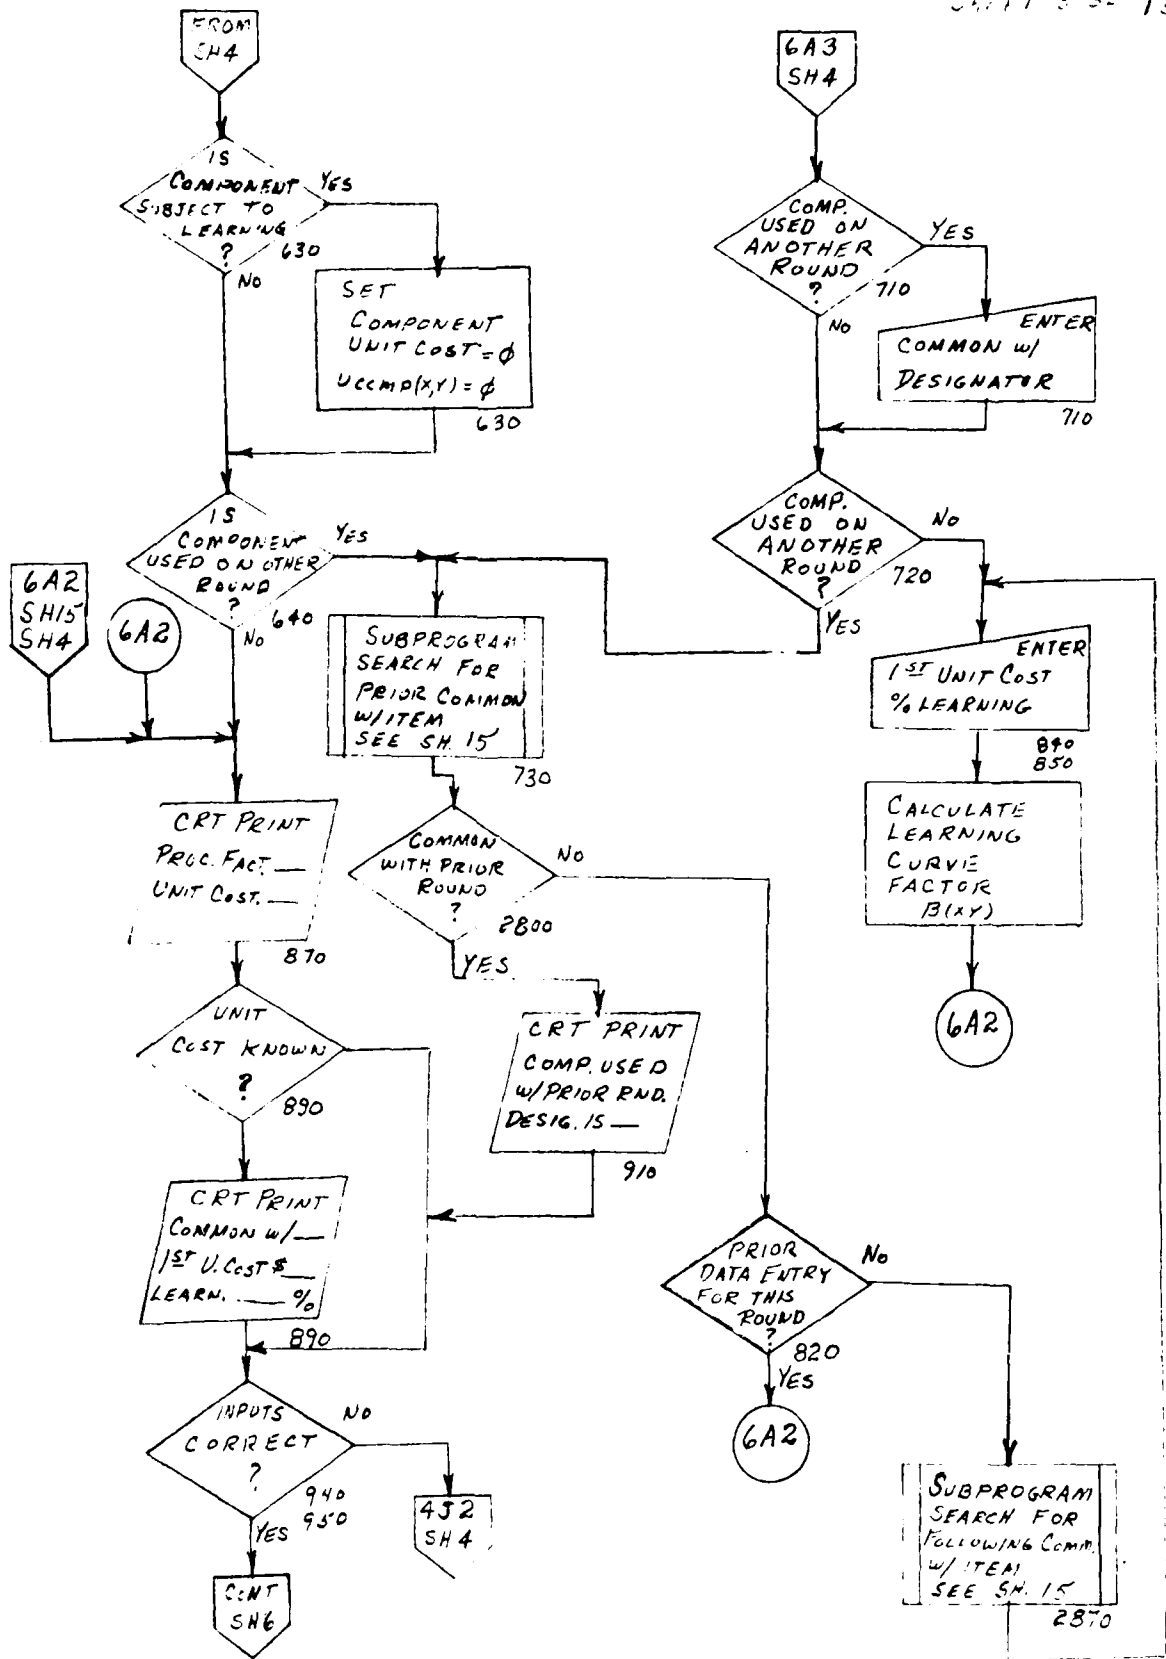 FROM
SH4
IS
COMPONENT
SUBJECT TO
LEARNING
?
630
YES
NO
SET
COMPONENT
UNIT COST = ϕ
UCCMP(X,Y) = ϕ
630
IS
COMPONENT
USED ON OTHER
ROUND
?
640
YES
NO
6A2
SH15
SH4
6A2
SUBPROGRAM
SEARCH FOR
PRIOR COMMON
W/ITEM
SEE SH. 15
730
CRT PRINT
PROC. FACT. __
UNIT COST. __
870
COMMON
WITH PRIOR
ROUND
?
2800
NO
YES
UNIT
COST KNOWN
?
890
CRT PRINT
COMP. USED
W/PRIOR RND.
DESIG. IS __
910
CRT PRINT
COMMON W/ __
1ST U. COST $ __
LEARN. __ %
890
INPUTS
CORRECT
?
940
950
NO
YES
4J2
SH4
CONT
SH6
6A3
SH4
COMP.
USED ON
ANOTHER
ROUND
?
710
YES
NO
ENTER
COMMON W/
DESIGNATOR
710
COMP.
USED ON
ANOTHER
ROUND
?
720
NO
YES
ENTER
1ST UNIT COST
% LEARNING
840
850
CALCULATE
LEARNING
CURVE
FACTOR
B(XY)
6A2
PRIOR
DATA ENTRY
FOR THIS
ROUND
?
820
NO
YES
6A2
SUBPROGRAM
SEARCH FOR
FOLLOWING COMM.
W/ ITEM
SEE SH. 15
2870